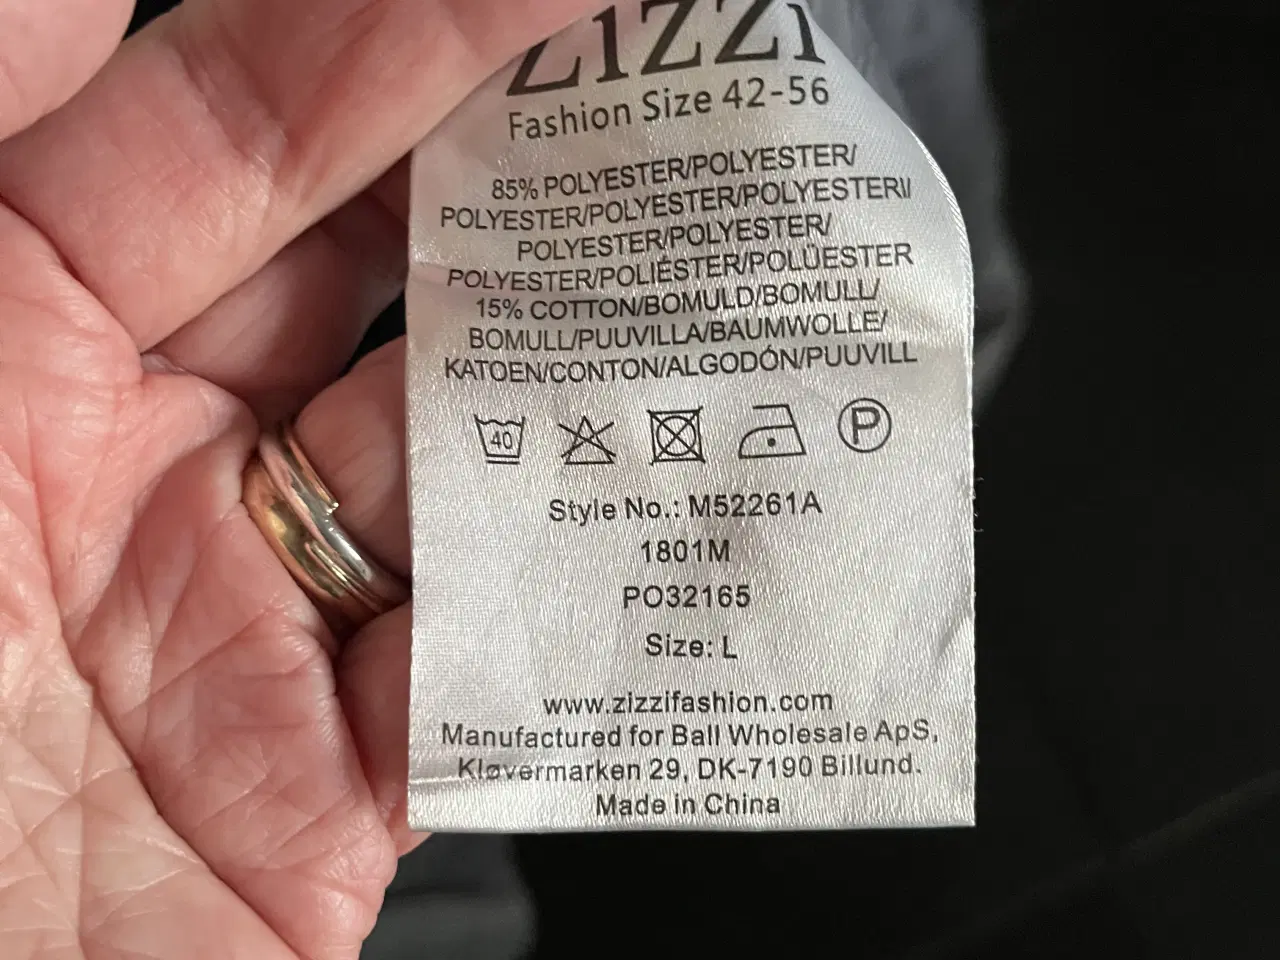 Zizzi
Fashion Size 42-56
85% POLYESTER/POLYESTER/
POLYESTER/POLYESTER/POLYESTERI/
POLYESTER/POLYESTER/
POLYESTER/POLIÉSTER/POLÜESTER
15% COTTON/BOMULD/BOMULL/
BOMULL/PUUVILLA/BAUMWOLLE/
KATOEN/CONTON/ALGODÓN/PUUVILL
40 P
Style No.: M52261A
1801M
PO32165
Size: L
www.zizzifashion.com
Manufactured for Ball Wholesale ApS,
Kløvermarken 29, DK-7190 Billund.
Made in China